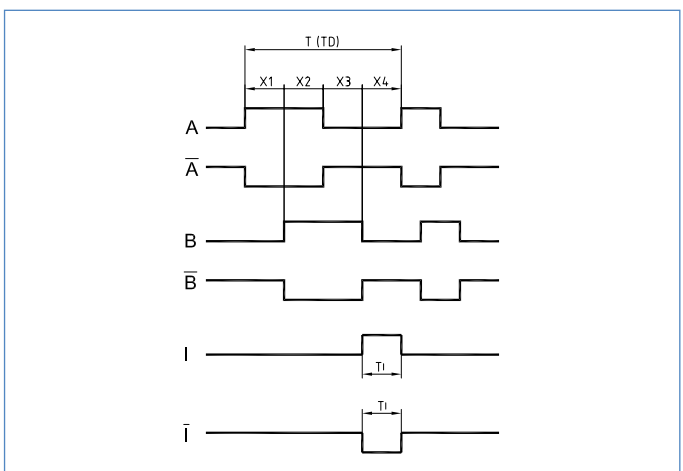 T (TD)
X1 X2 X3 X4
A
A̅
B
B̅
I
TI
TI
I̅